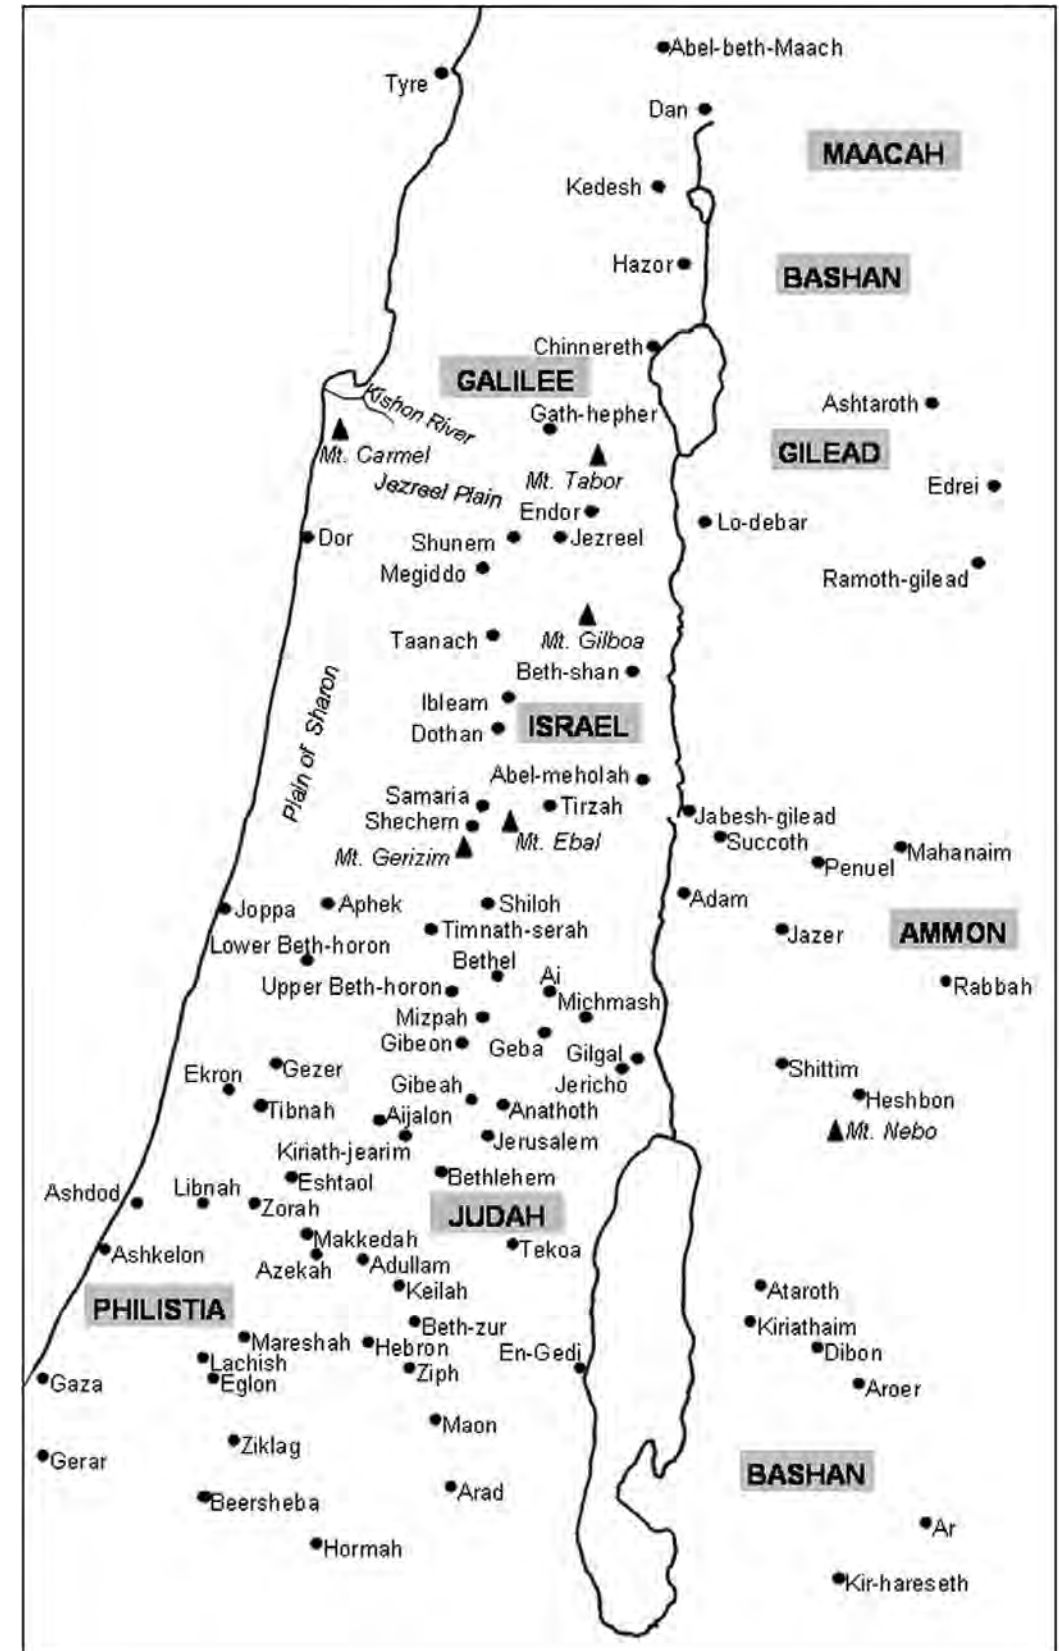 Abel-beth-Maach
Tyre
Dan
MAACAH
Kedesh
Hazor
BASHAN
Chinnereth
GALILEE
Kishon River
Gath-hepher
Ashtaroth
Mt. Carmel
GILEAD
Mt. Tabor
Jezreel Plain
Edrei
Endor
Lo-debar
Dor
Shunem
Jezreel
Megiddo
Ramoth-gilead
Taanach
Mt. Gilboa
Beth-shan
Plain of Sharon
Ibleam
ISRAEL
Dothan
Abel-meholah
Samaria
Tirzah
Jabesh-gilead
Shechem
Mt. Ebal
Succoth
Mt. Gerizim
Mahanaim
Penuel
Adam
Joppa
Aphek
Shiloh
Timnath-serah
Jazer
AMMON
Lower Beth-horon
Bethel
Ai
Rabbah
Upper Beth-horon
Michmash
Mizpah
Gibeon
Geba
Gilgal
Gezer
Shittim
Ekron
Gibeah
Jericho
Heshbon
Tibnah
Aijalon
Anathoth
Mt. Nebo
Kiriath-jearim
Jerusalem
Eshtaol
Bethlehem
Ashdod
Libnah
Zorah
JUDAH
Makkedah
Tekoa
Ashkelon
Azekah
Adullam
Keilah
Ataroth
PHILISTIA
Beth-zur
Kiriathaim
Mareshah
Hebron
En-Gedi
Dibon
Lachish
Ziph
Gaza
Eglon
Aroer
Maon
Ziklag
Gerar
BASHAN
Beersheba
Arad
Ar
Hormah
Kir-hareseth